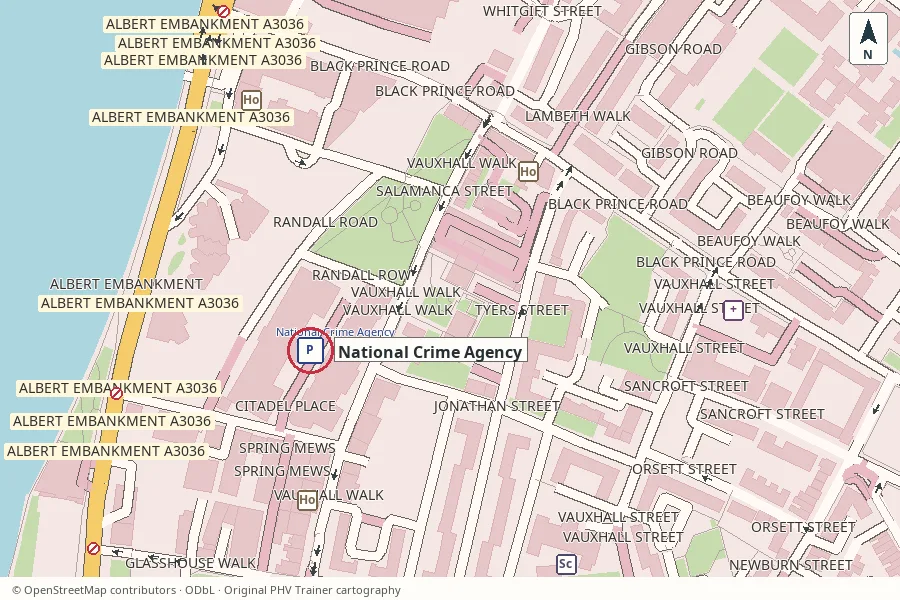 WHITGIFT STREET
ALBERT EMBANKMENT A3036
ALBERT EMBANKMENT A3036
GIBSON ROAD
N
ALBERT EMBANKMENT A3036
BLACK PRINCE ROAD
BLACK PRINCE ROAD
Ho
ALBERT EMBANKMENT A3036
LAMBETH WALK
GIBSON ROAD
VAUXHALL WALK
Ho
SALAMANCA STREET
BLACK PRINCE ROAD
BEAUFOY WALK
RANDALL ROAD
BEAUFOY WALK
BEAUFOY WALK
BLACK PRINCE ROAD
RANDALL ROW
ALBERT EMBANKMENT
VAUXHALL STREET
VAUXHALL WALK
ALBERT EMBANKMENT A3036
VAUXHALL WALK
TYERS STREET
VAUXHALL STREET
+
National Crime Agency
P
National Crime Agency
VAUXHALL STREET
ALBERT EMBANKMENT A3036
SANCROFT STREET
CITADEL PLACE
JONATHAN STREET
SANCROFT STREET
ALBERT EMBANKMENT A3036
SPRING MEWS
ALBERT EMBANKMENT A3036
SPRING MEWS
ORSETT STREET
VAUXHALL WALK
Ho
VAUXHALL STREET
ORSETT STREET
VAUXHALL STREET
GLASSHOUSE WALK
Sc
NEWBURN STREET
© OpenStreetMap contributors · ODbL · Original PHV Trainer cartography